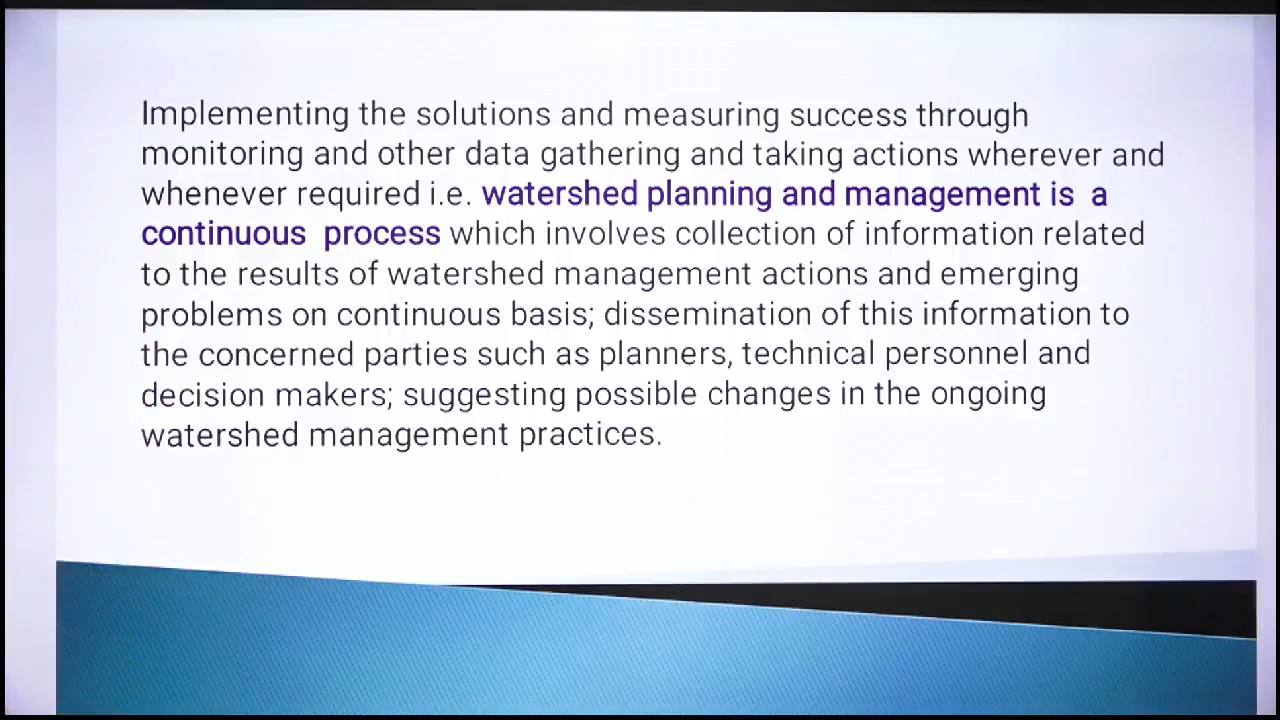 Implementing the solutions and measuring success through
monitoring and other data gathering and taking actions wherever and
whenever required i.e. watershed planning and management is a
continuous process which involves collection of information related
to the results of watershed management actions and emerging
problems on continuous basis; dissemination of this information to
the concerned parties such as planners, technical personnel and
decision makers; suggesting possible changes in the ongoing
watershed management practices.